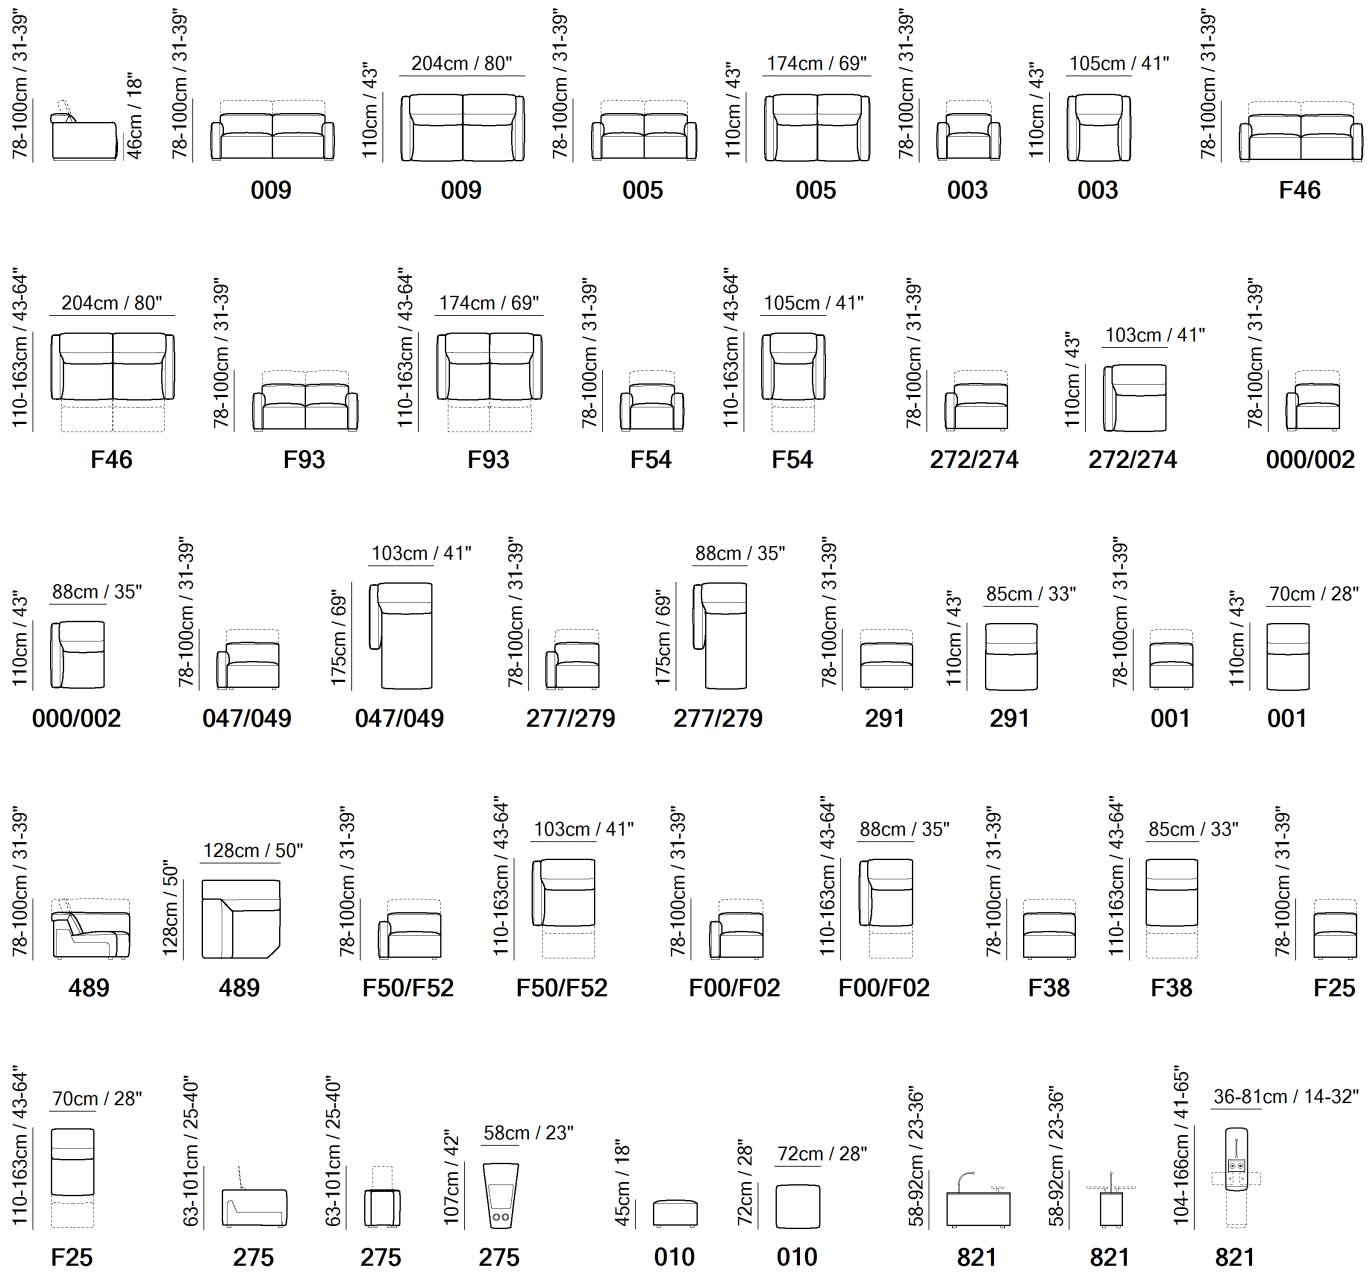 78-100cm / 31-39"
46cm / 18"
78-100cm / 31-39"
009
110cm / 43"
204cm / 80"
009
78-100cm / 31-39"
005
110cm / 43"
174cm / 69"
005
78-100cm / 31-39"
003
110cm / 43"
105cm / 41"
003
78-100cm / 31-39"
F46
110-163cm / 43-64"
204cm / 80"
F46
78-100cm / 31-39"
F93
110-163cm / 43-64"
174cm / 69"
F93
78-100cm / 31-39"
F54
110-163cm / 43-64"
105cm / 41"
F54
78-100cm / 31-39"
272/274
110cm / 43"
103cm / 41"
272/274
78-100cm / 31-39"
000/002
110cm / 43"
88cm / 35"
000/002
78-100cm / 31-39"
047/049
175cm / 69"
103cm / 41"
047/049
78-100cm / 31-39"
277/279
175cm / 69"
88cm / 35"
277/279
78-100cm / 31-39"
291
110cm / 43"
85cm / 33"
291
78-100cm / 31-39"
001
110cm / 43"
70cm / 28"
001
78-100cm / 31-39"
489
128cm / 50"
128cm / 50"
489
78-100cm / 31-39"
F50/F52
110-163cm / 43-64"
103cm / 41"
F50/F52
78-100cm / 31-39"
F00/F02
110-163cm / 43-64"
88cm / 35"
F00/F02
78-100cm / 31-39"
F38
110-163cm / 43-64"
85cm / 33"
F38
78-100cm / 31-39"
F25
110-163cm / 43-64"
70cm / 28"
F25
63-101cm / 25-40"
275
63-101cm / 25-40"
275
107cm / 42"
58cm / 23"
275
45cm / 18"
010
72cm / 28"
72cm / 28"
010
58-92cm / 23-36"
821
58-92cm / 23-36"
821
104-166cm / 41-65"
36-81cm / 14-32"
821